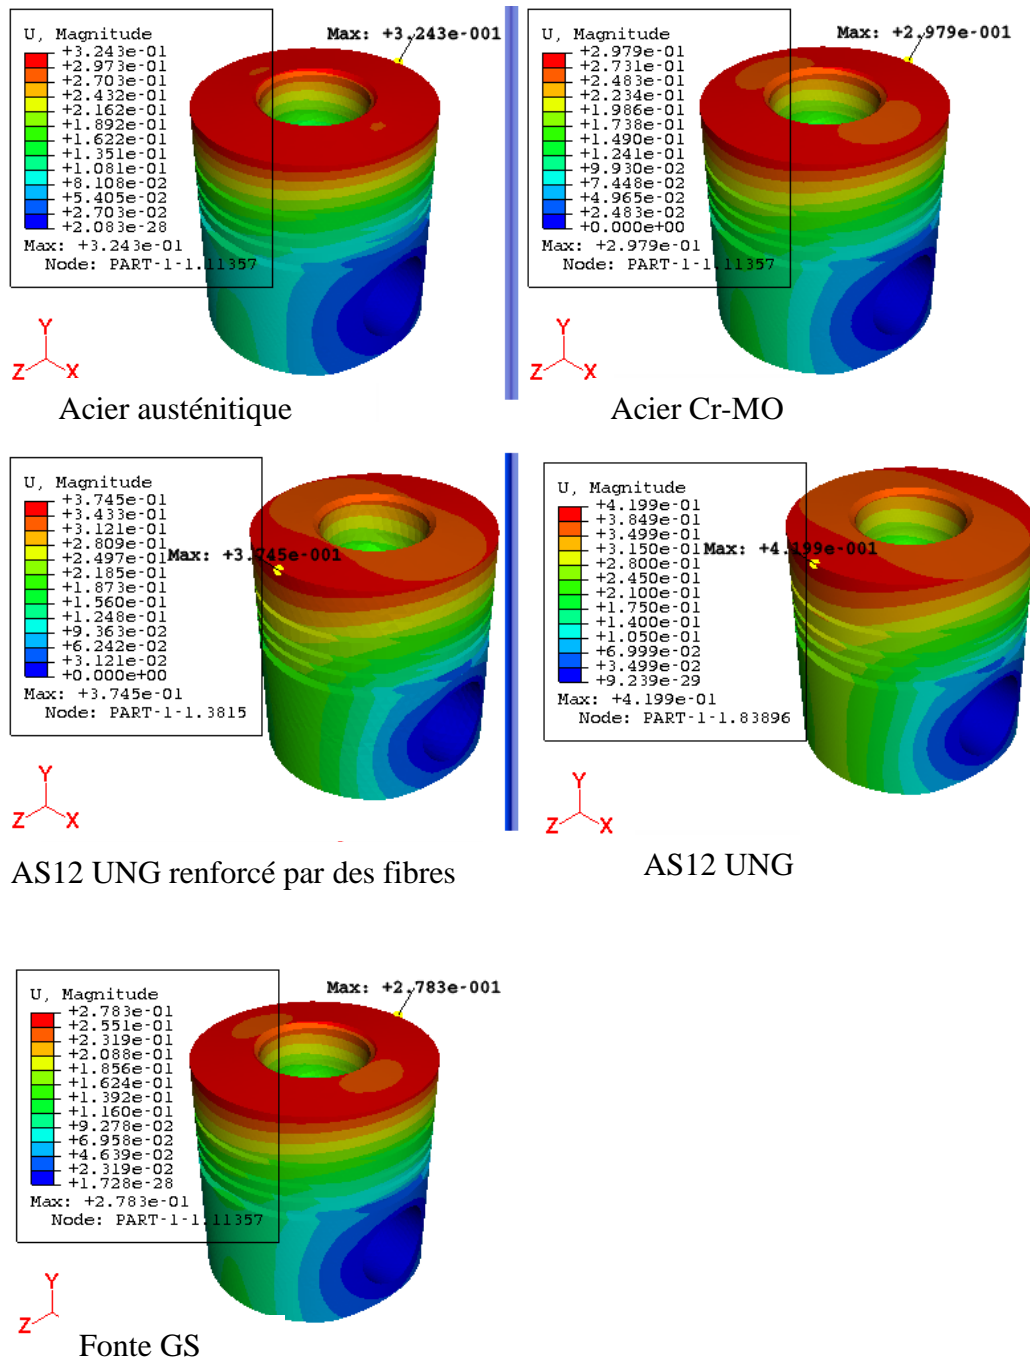 U, Magnitude
+3.243e-01
+2.973e-01
+2.703e-01
+2.432e-01
+2.162e-01
+1.892e-01
+1.622e-01
+1.351e-01
+1.081e-01
+8.108e-02
+5.405e-02
+2.703e-02
+2.083e-28
Max: +3.243e-01
Node: PART-1-1.11357
Max: +3.243e-001
Y
Z X
Acier austénitique
U, Magnitude
+2.979e-01
+2.731e-01
+2.483e-01
+2.234e-01
+1.986e-01
+1.738e-01
+1.490e-01
+1.241e-01
+9.930e-02
+7.448e-02
+4.965e-02
+2.483e-02
+0.000e+00
Max: +2.979e-01
Node: PART-1-1.11357
Max: +2.979e-001
Y
Z X
Acier Cr-MO
U, Magnitude
+3.745e-01
+3.433e-01
+3.121e-01
+2.809e-01
+2.497e-01
+2.185e-01
+1.873e-01
+1.560e-01
+1.248e-01
+9.363e-02
+6.242e-02
+3.121e-02
+0.000e+00
Max: +3.745e-01
Node: PART-1-1.3815
Max: +3.745e-001
Y
Z X
AS12 UNG renforcé par des fibres
U, Magnitude
+4.199e-01
+3.849e-01
+3.499e-01
+3.150e-01
+2.800e-01
+2.450e-01
+2.100e-01
+1.750e-01
+1.400e-01
+1.050e-01
+6.999e-02
+3.499e-02
+9.239e-29
Max: +4.199e-01
Node: PART-1-1.83896
Max: +4.199e-001
Y
Z X
AS12 UNG
U, Magnitude
+2.783e-01
+2.551e-01
+2.319e-01
+2.088e-01
+1.856e-01
+1.624e-01
+1.392e-01
+1.160e-01
+9.278e-02
+6.958e-02
+4.639e-02
+2.319e-02
+1.728e-28
Max: +2.783e-01
Node: PART-1-1.11357
Max: +2.783e-001
Y
Z
Fonte GS